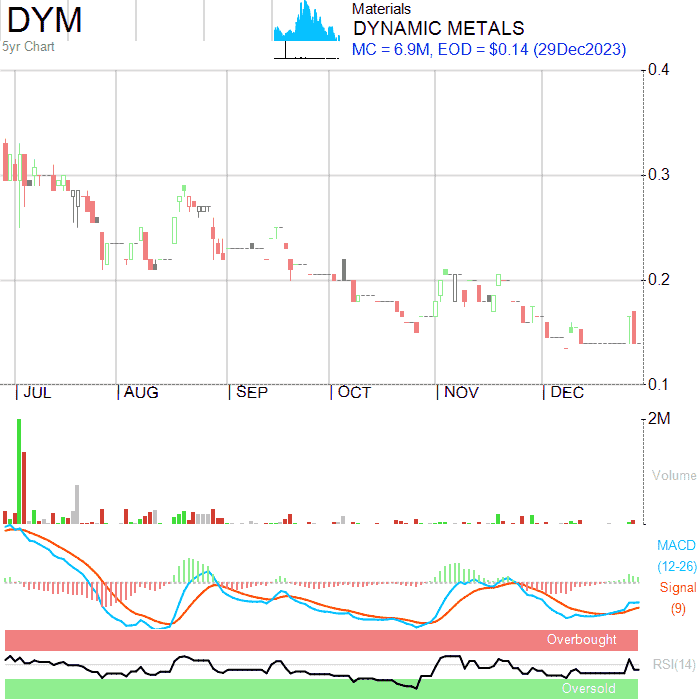 DYM
5yr Chart
Materials
DYNAMIC METALS
MC = 6.9M, EOD = $0.14 (29Dec2023)
0.4
0.3
0.2
0.1
JUL AUG SEP OCT NOV DEC
2M
Volume
MACD
(12-26)
Signal
(9)
Overbought
RSI(14)
Oversold